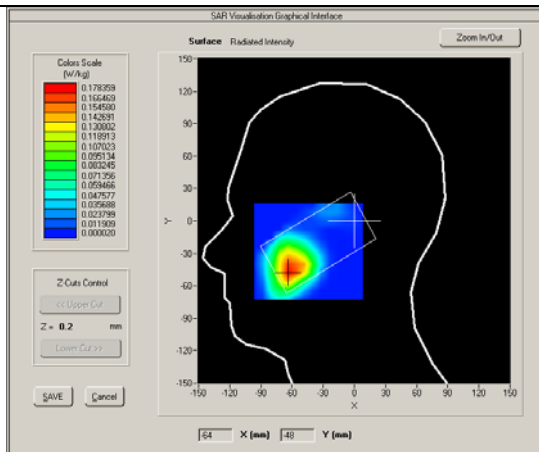 SAR Visualisation Graphical Interface
Surface Radiated Intensity
Zoom In/Out
Colors Scale
(W/kg)
0.178359
0.166469
0.154580
0.142691
0.130802
0.118913
0.107023
0.095134
0.083245
0.071356
0.059466
0.047577
0.035688
0.023799
0.011909
0.000020
Z Cuts Control
<< Upper Cut
Z = 0.2 mm
Lower Cut >>
SAVE
Cancel
150
120
90
60
30
0
-30
-60
-90
-120
-150
Y
-150 -120 -90 -60 -30 0 30 60 90 120 150
X
-64 X (mm) -48 Y (mm)